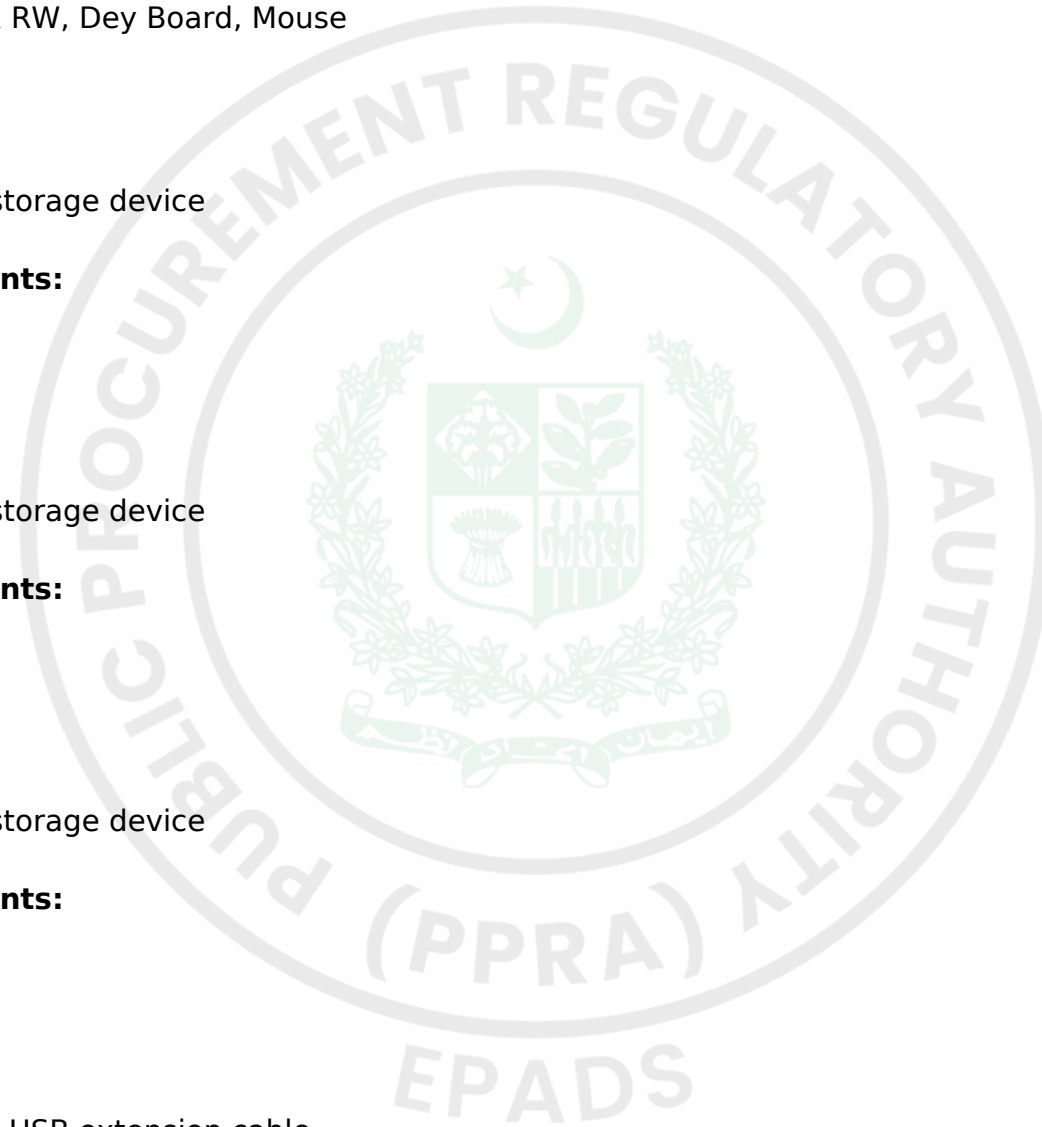 RW, Dey Board, Mouse
storage device
nts:
storage device
nts:
storage device
nts:
USB extension cable
PUBLIC PROCUREMENT REGULATORY AUTHORITY
(PPRA)
EPADS